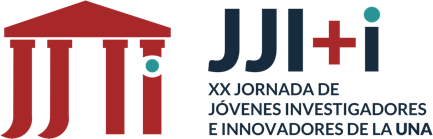 JJI+i
XX JORNADA DE
JÓVENES INVESTIGADORES
E INNOVADORES DE LA UNA